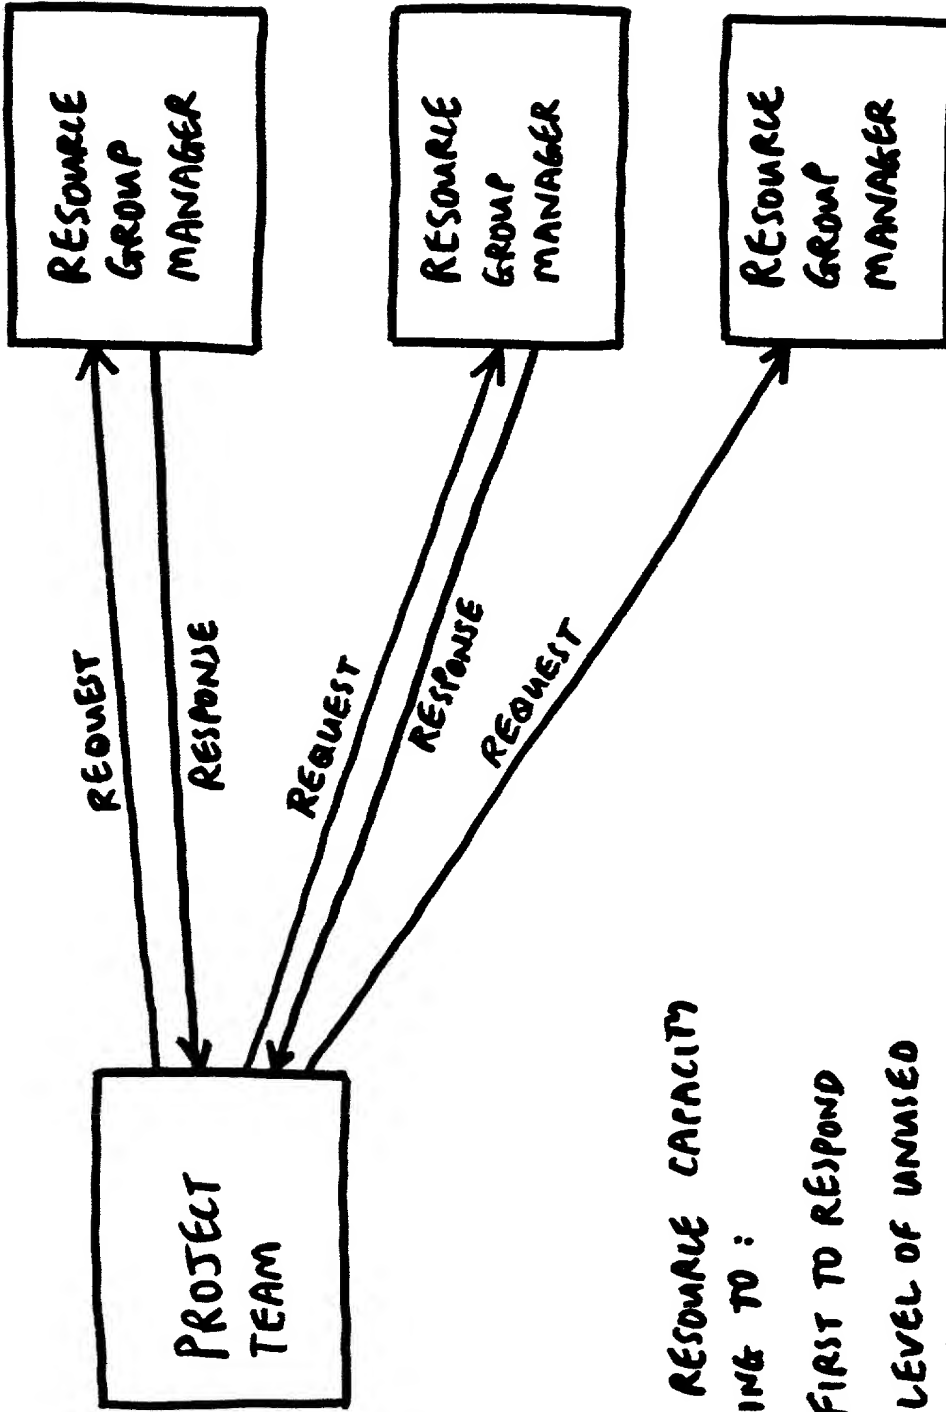 RESOURCE
GROUP
MANAGER
REQUEST
RESPONSE
RESOURCE
GROUP
MANAGER
REQUEST
RESPONSE
RESOURCE
GROUP
MANAGER
REQUEST
PROJECT
TEAM
RESOURCE CAPACITY
ING TO :
FIRST TO RESPOND
LEVEL OF UNUSED